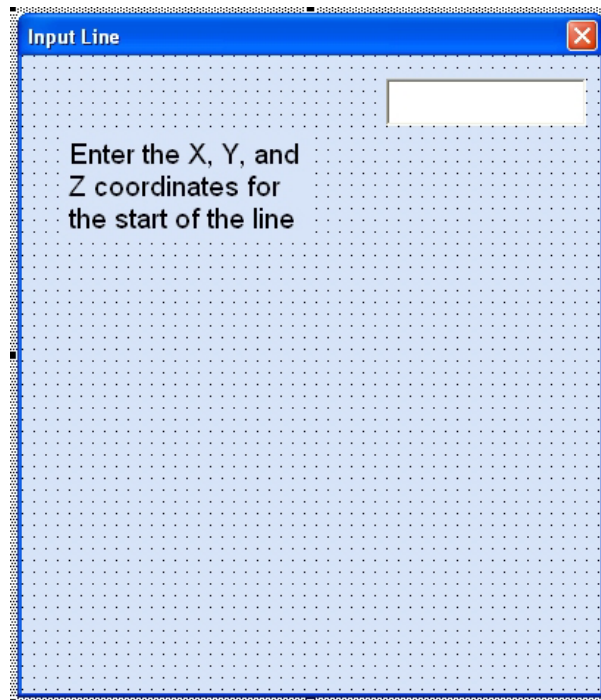 Input Line
Enter the X, Y, and
Z coordinates for
the start of the line